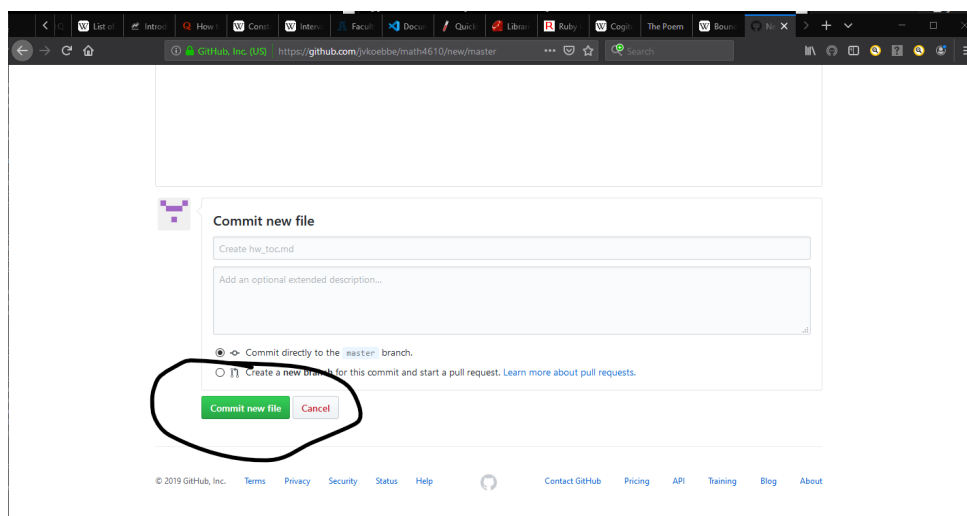 List of Introd How t Const Interv Facult Docum Quick Librar Ruby Cogit The Poem Bounc Ne
GitHub, Inc. (US) https://github.com/jvkoebbe/math4610/new/master Search
Commit new file
Create hw_toc.md
Add an optional extended description...
Commit directly to the master branch.
Create a new branch for this commit and start a pull request. Learn more about pull requests.
Commit new file Cancel
© 2019 GitHub, Inc. Terms Privacy Security Status Help Contact GitHub Pricing API Training Blog About